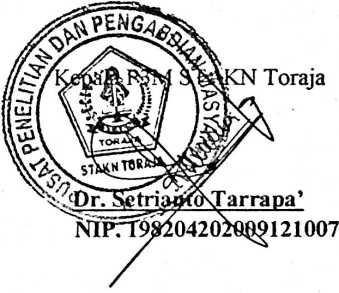 PUSAT PENELITIAN DAN PENGABDIAN MASYARAKAT
Kepala P3M STAKN Toraja
TORAJA
STAKN TORAJA
Dr. Setrianto Tarrapa'
NIP. 198204202009121007